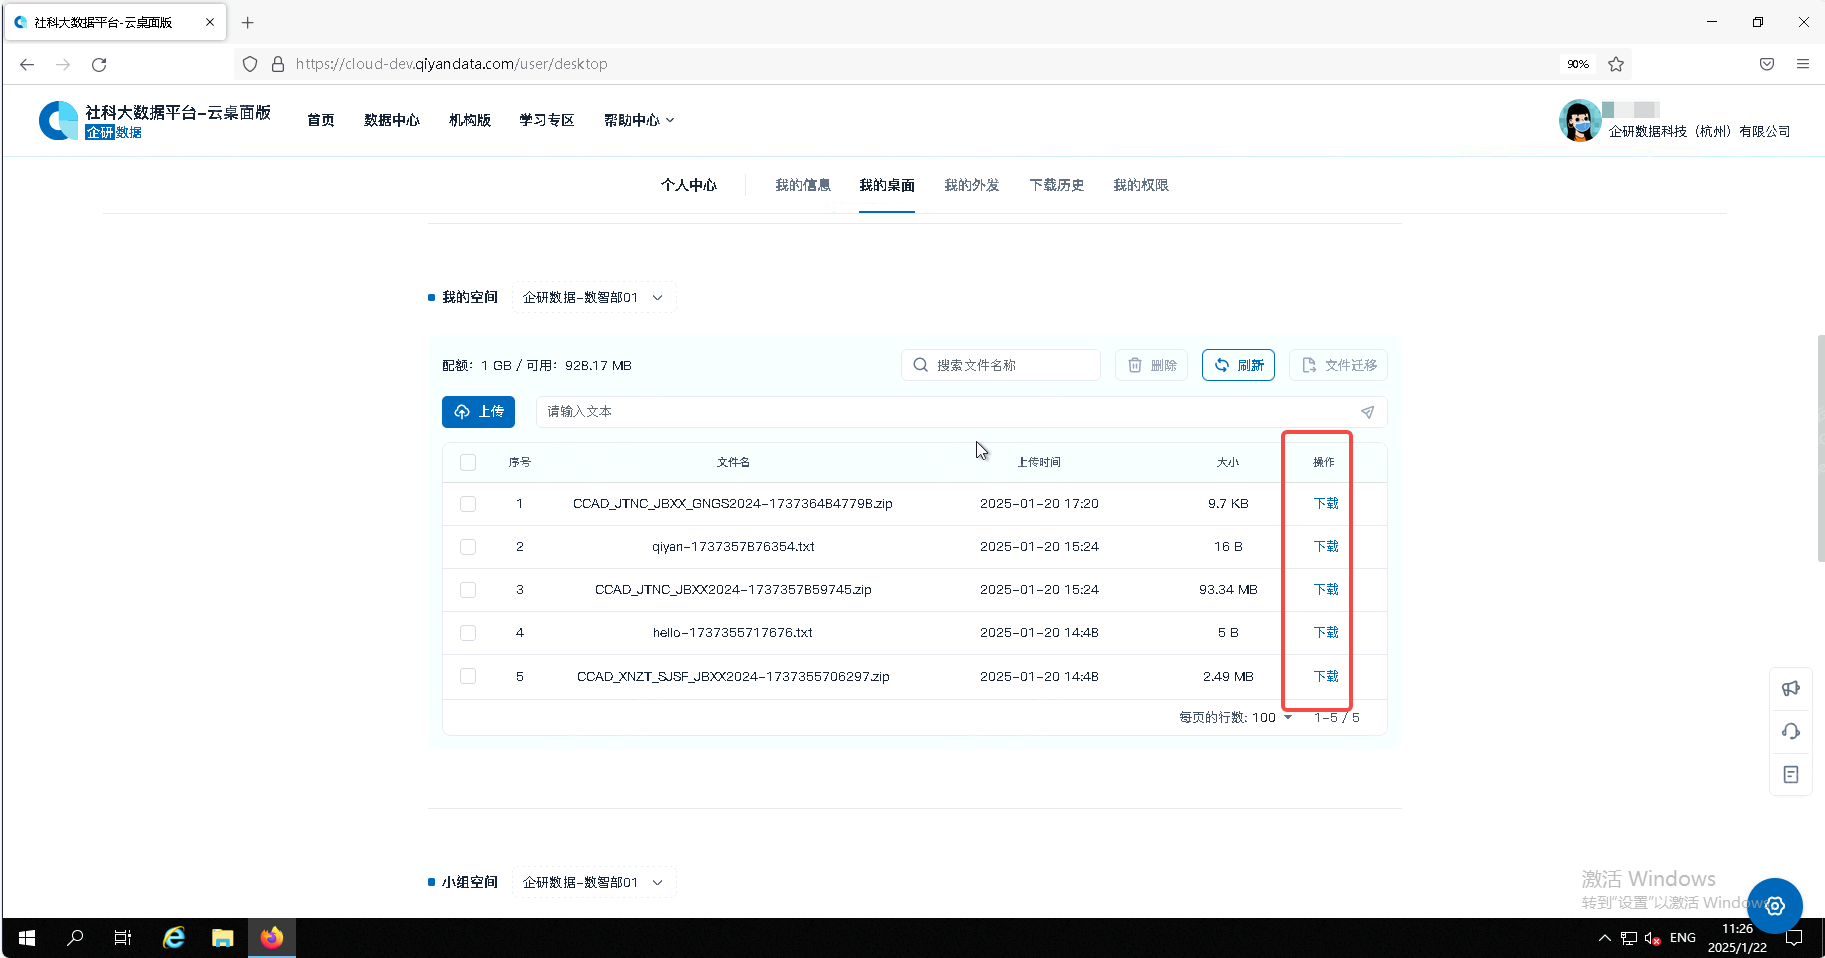 社科大数据平台-云桌面版
https://cloud-dev.qiyandata.com/user/desktop
90%
社科大数据平台-云桌面版
企研数据
首页 数据中心 机构版 学习专区 帮助中心
企研数据科技（杭州）有限公司
个人中心 我的信息 我的桌面 我的外发 下载历史 我的权限
我的空间 企研数据-数智部01
配额：1 GB / 可用：928.17 MB 搜索文件名称 删除 刷新 文件迁移
上传 请输入文本
序号 文件名 上传时间 大小 操作
1 CCAD_JTNC_JBXX_GNGS2024-1737364847798.zip 2025-01-20 17:20 9.7 KB 下载
2 qiyan-1737357876354.txt 2025-01-20 15:24 16 B 下载
3 CCAD_JTNC_JBXX2024-1737357859745.zip 2025-01-20 15:24 93.34 MB 下载
4 hello-1737355717676.txt 2025-01-20 14:48 5 B 下载
5 CCAD_XNZT_SJSF_JBXX2024-1737355706297.zip 2025-01-20 14:48 2.49 MB 下载
每页的行数: 100 1-5 / 5
小组空间 企研数据-数智部01
激活 Windows
转到"设置"以激活 Windows
ENG
11:26
2025/1/22